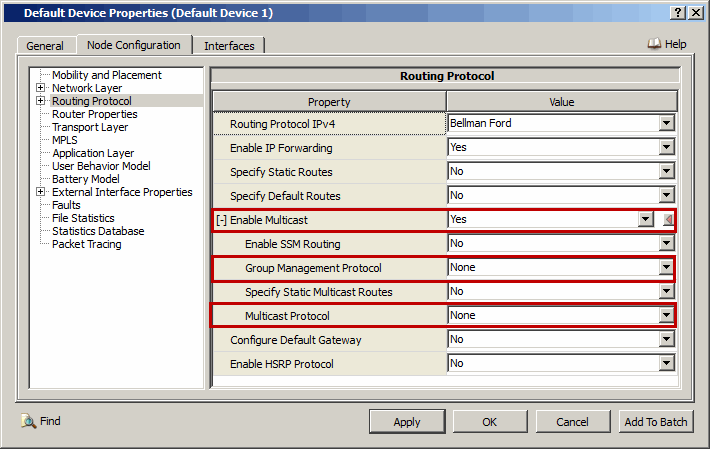 Default Device Properties (Default Device 1)
General
Node Configuration
Interfaces
Help
Mobility and Placement
Network Layer
Routing Protocol
Router Properties
Transport Layer
MPLS
Application Layer
User Behavior Model
Battery Model
External Interface Properties
Faults
File Statistics
Statistics Database
Packet Tracing
Routing Protocol
Property Value
Routing Protocol IPv4 Bellman Ford
Enable IP Forwarding Yes
Specify Static Routes No
Specify Default Routes No
[-] Enable Multicast Yes
Enable SSM Routing No
Group Management Protocol None
Specify Static Multicast Routes No
Multicast Protocol None
Configure Default Gateway No
Enable HSRP Protocol No
Find
Apply
OK
Cancel
Add To Batch